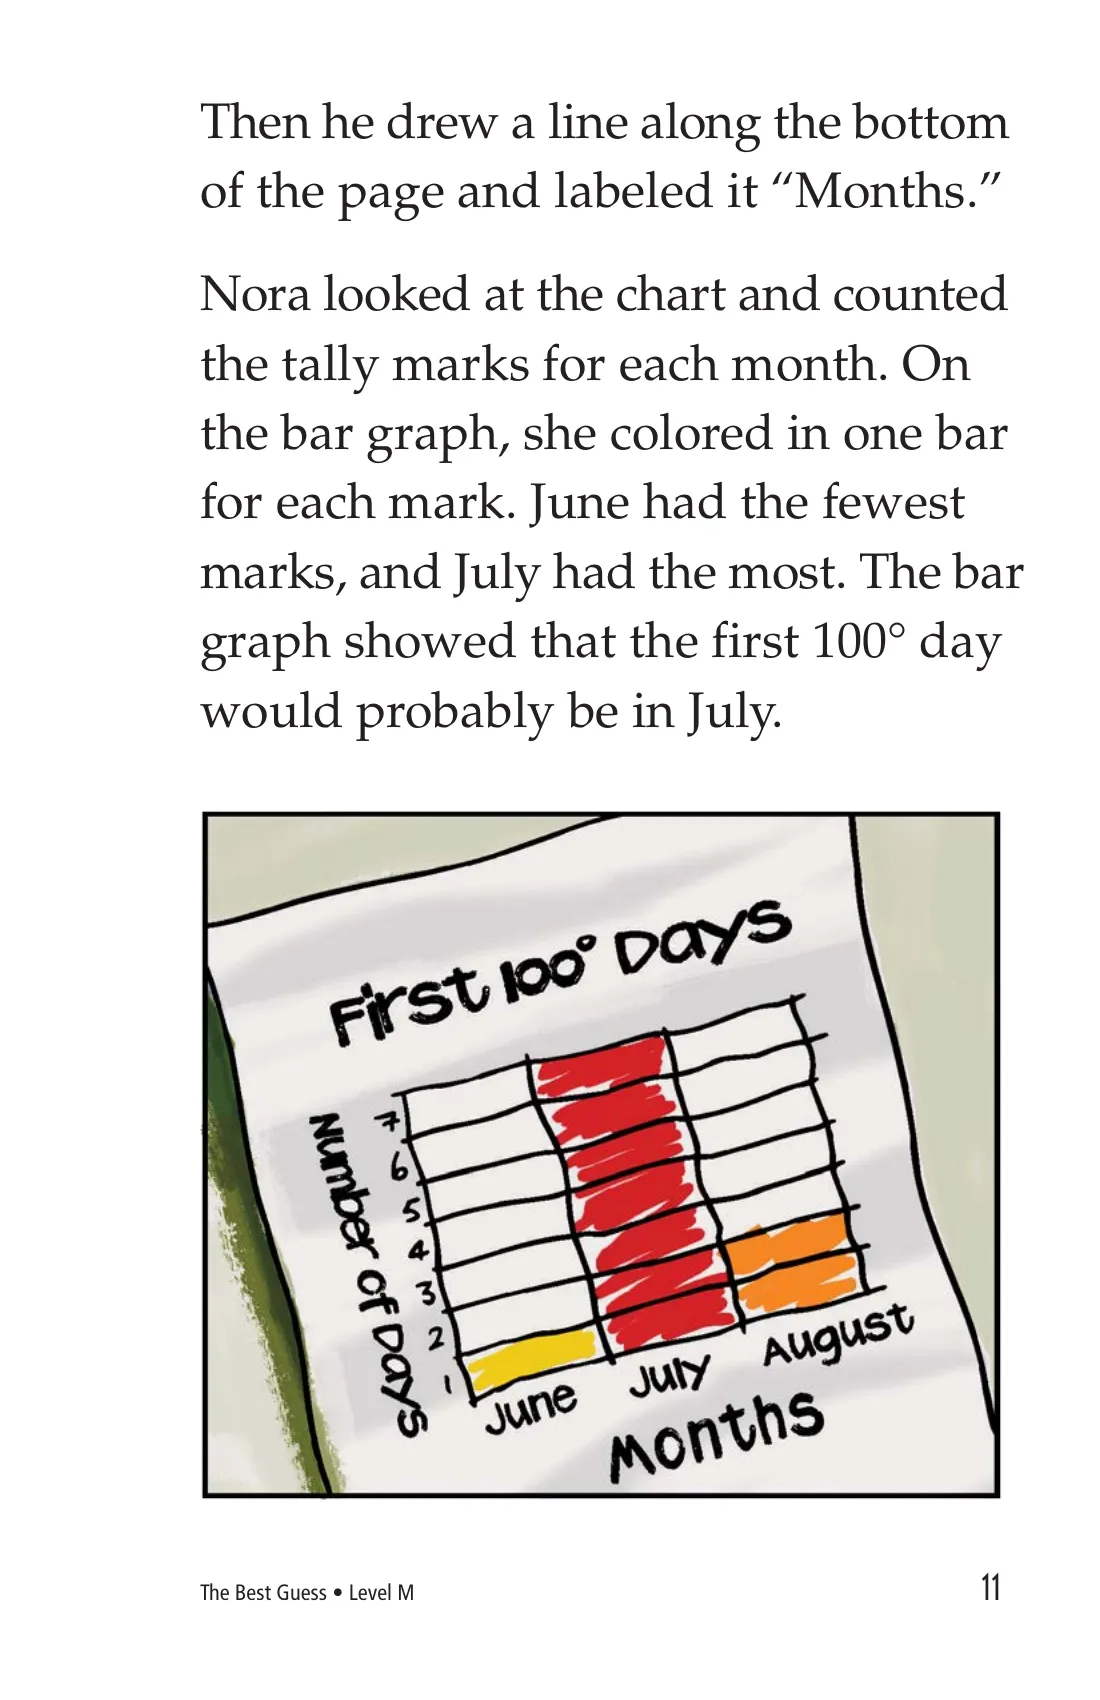 Then he drew a line along the bottom
of the page and labeled it “Months.”
Nora looked at the chart and counted
the tally marks for each month. On
the bar graph, she colored in one bar
for each mark. June had the fewest
marks, and July had the most. The bar
graph showed that the first 100° day
would probably be in July.
First 100° Days
Number of Days
7
6
5
4
3
2
1
June July August
Months
The Best Guess • Level M 11